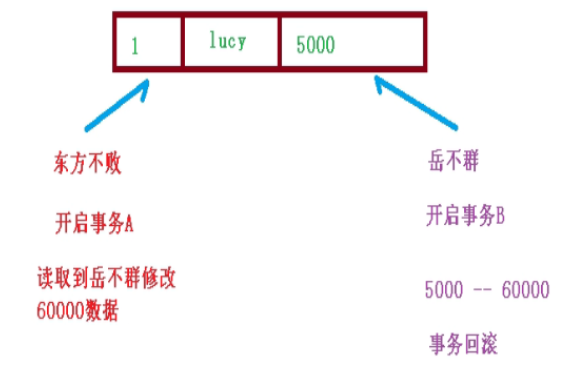 1 lucy 5000
东方不败
开启事务A
读取到岳不群修改
60000数据
岳不群
开启事务B
5000 -- 60000
事务回滚